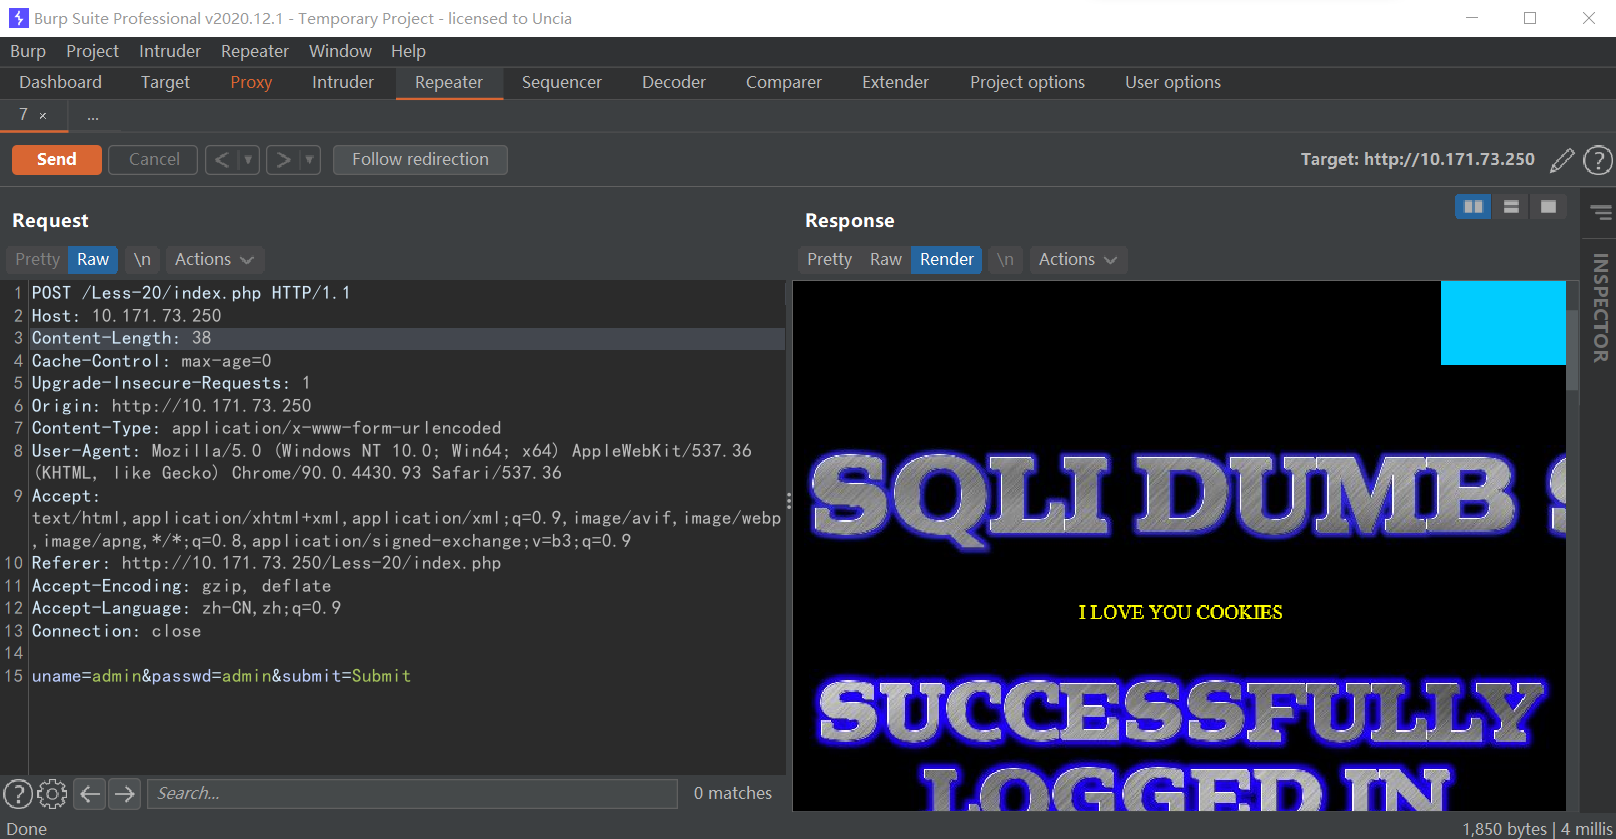 Burp Suite Professional v2020.12.1 - Temporary Project - licensed to Uncia
Burp Project Intruder Repeater Window Help
Dashboard Target Proxy Intruder Repeater Sequencer Decoder Comparer Extender Project options User options
7 × ...
Send Cancel < > Follow redirection Target: http://10.171.73.250 ?
Request
Pretty Raw \n Actions
1 POST /Less-20/index.php HTTP/1.1
2 Host: 10.171.73.250
3 Content-Length: 38
4 Cache-Control: max-age=0
5 Upgrade-Insecure-Requests: 1
6 Origin: http://10.171.73.250
7 Content-Type: application/x-www-form-urlencoded
8 User-Agent: Mozilla/5.0 (Windows NT 10.0; Win64; x64) AppleWebKit/537.36
(KHTML, like Gecko) Chrome/90.0.4430.93 Safari/537.36
9 Accept:
text/html,application/xhtml+xml,application/xml;q=0.9,image/avif,image/webp
,image/apng,*/*;q=0.8,application/signed-exchange;v=b3;q=0.9
10 Referer: http://10.171.73.250/Less-20/index.php
11 Accept-Encoding: gzip, deflate
12 Accept-Language: zh-CN,zh;q=0.9
13 Connection: close
14
15 uname=admin&passwd=admin&submit=Submit
? Search... 0 matches
Response
Pretty Raw Render \n Actions
SQLI DUMB S
I LOVE YOU COOKIES
SUCCESSFULLY
LOGGED IN
INSPECTOR
Done 1,850 bytes | 4 millis